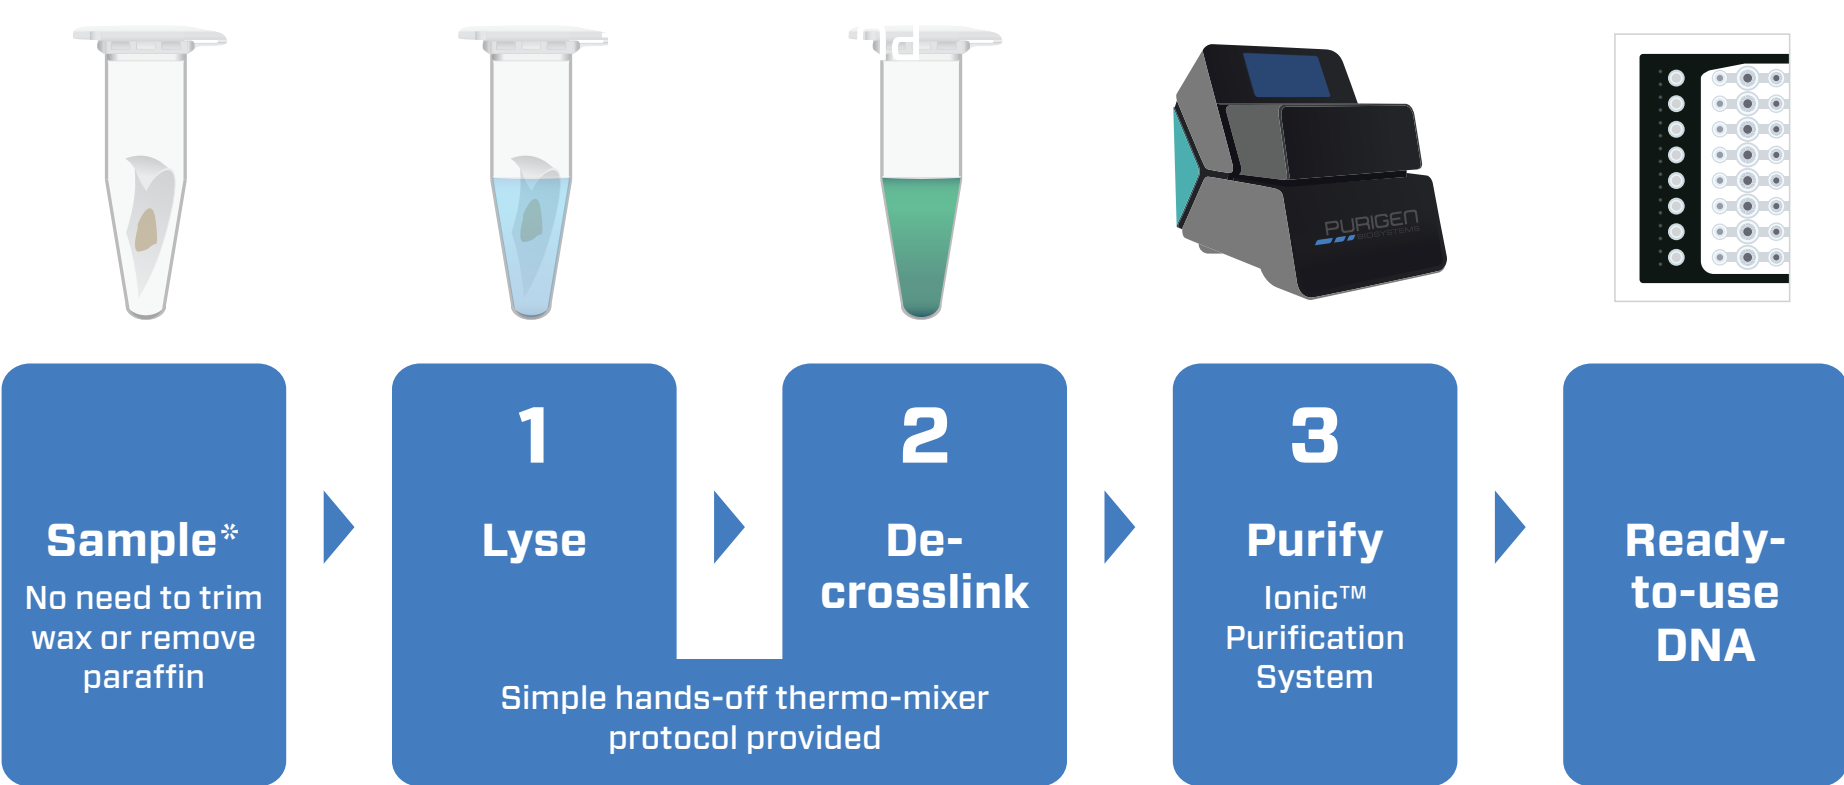 PURIGEN
BIOSYSTEMS
Sample*
No need to trim
wax or remove
paraffin
1
Lyse
2
De-
crosslink
Simple hands-off thermo-mixer
protocol provided
3
Purify
Ionic™
Purification
System
Ready-
to-use
DNA